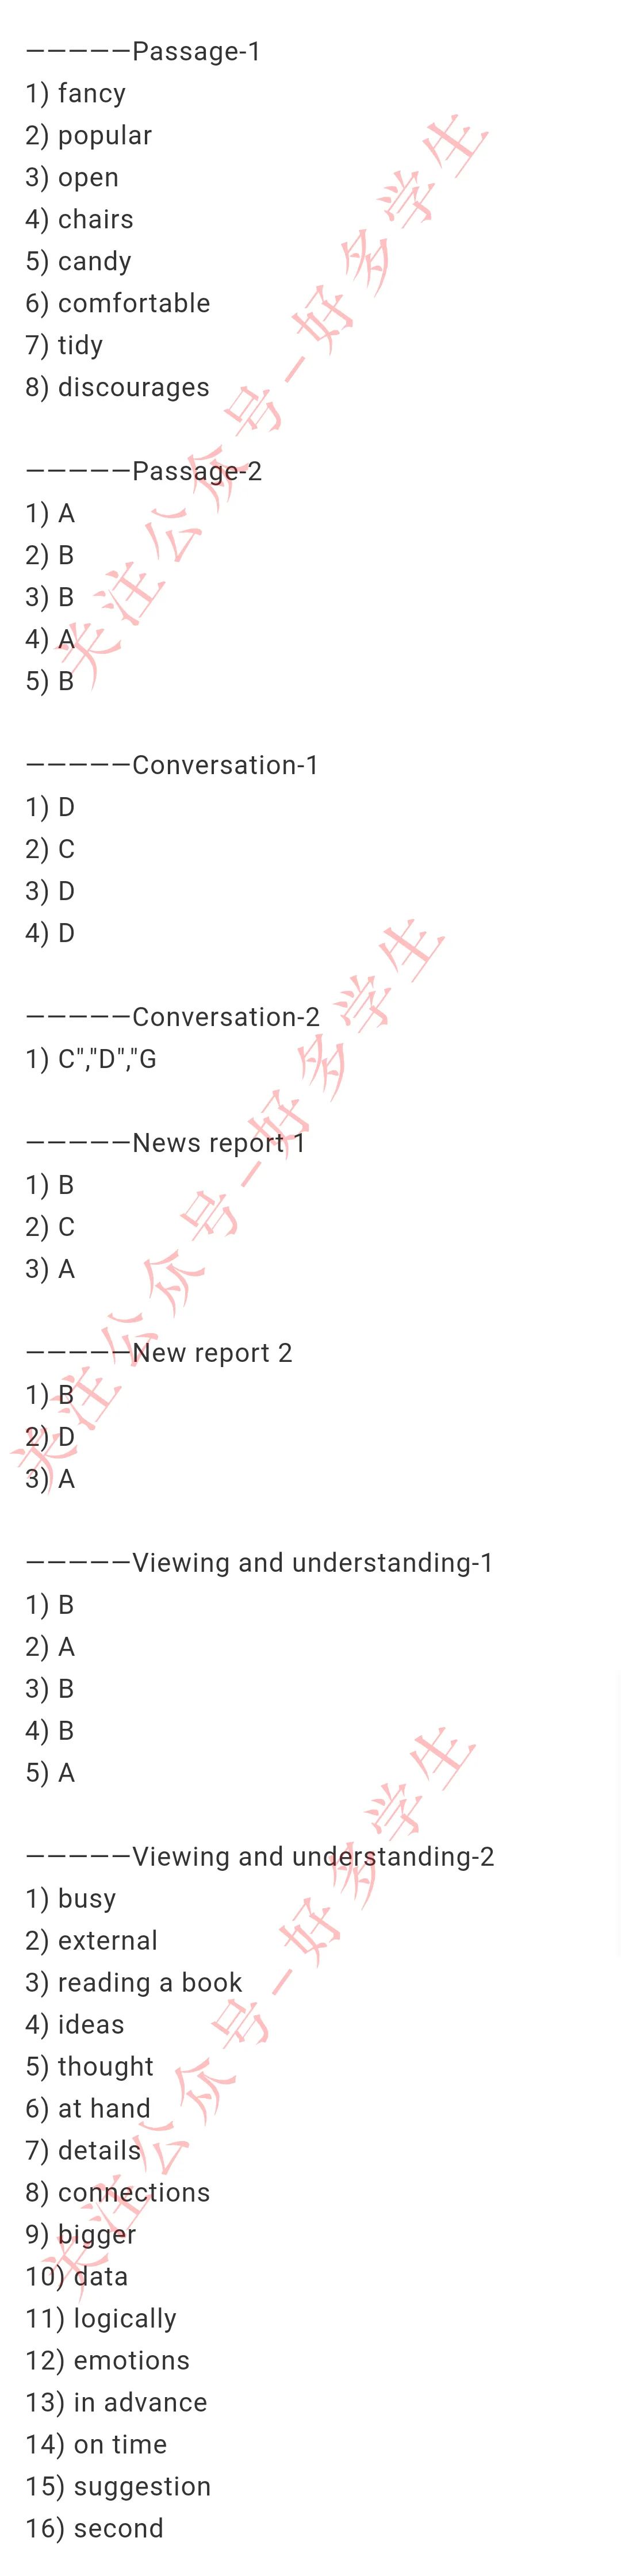 −−−−−Passage-1
1) fancy
2) popular
3) open
4) chairs
5) candy
6) comfortable
7) tidy
8) discourages
−−−−−Passage-2
1) A
2) B
3) B
4) A
5) B
−−−−−Conversation-1
1) D
2) C
3) D
4) D
−−−−−Conversation-2
1) C","D","G
−−−−−News report 1
1) B
2) C
3) A
−−−−−New report 2
1) B
2) D
3) A
−−−−−Viewing and understanding-1
1) B
2) A
3) B
4) B
5) A
−−−−−Viewing and understanding-2
1) busy
2) external
3) reading a book
4) ideas
5) thought
6) at hand
7) details
8) connections
9) bigger
10) data
11) logically
12) emotions
13) in advance
14) on time
15) suggestion
16) second
关注公众号–好多学生
关注公众号–好多学生
关注公众号–好多学生